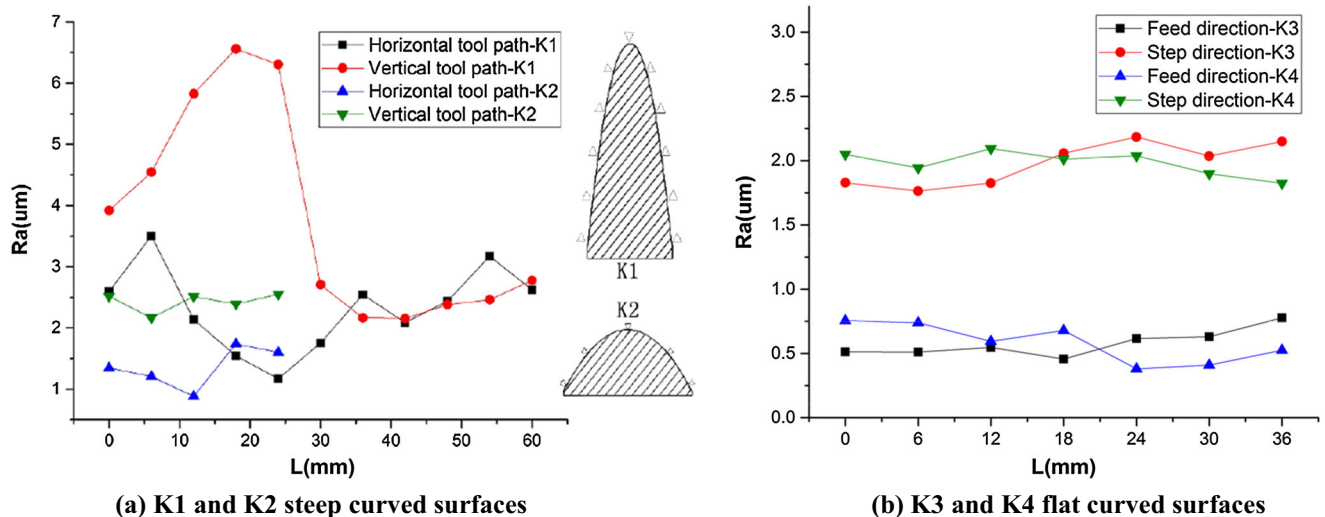 7
6
5
4
3
2
1
Ra(um)
Horizontal tool path-K1
Vertical tool path-K1
Horizontal tool path-K2
Vertical tool path-K2
0 10 20 30 40 50 60
L(mm)
K1
K2
(a) K1 and K2 steep curved surfaces
3.0
2.5
2.0
1.5
1.0
0.5
0.0
Ra(um)
Feed direction-K3
Step direction-K3
Feed direction-K4
Step direction-K4
0 6 12 18 24 30 36
L(mm)
(b) K3 and K4 flat curved surfaces